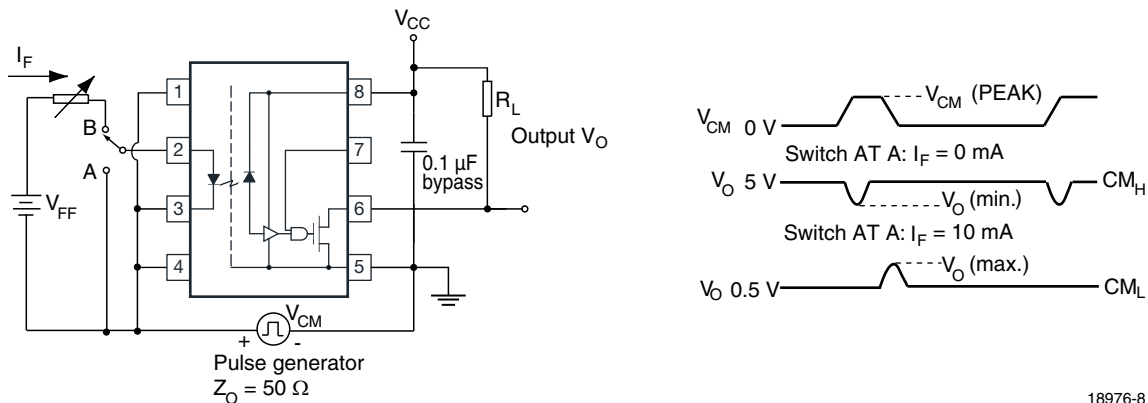 I_F
B
A
V_FF
1
2
3
4
8
7
6
5
V_CC
R_L
0.1 µF
bypass
Output V_O
V_CM
+ -
Pulse generator
Z_O = 50 Ω
V_CM 0 V
V_CM (PEAK)
Switch AT A: I_F = 0 mA
V_O 5 V
V_O (min.)
CM_H
Switch AT A: I_F = 10 mA
V_O 0.5 V
V_O (max.)
CM_L
18976-8